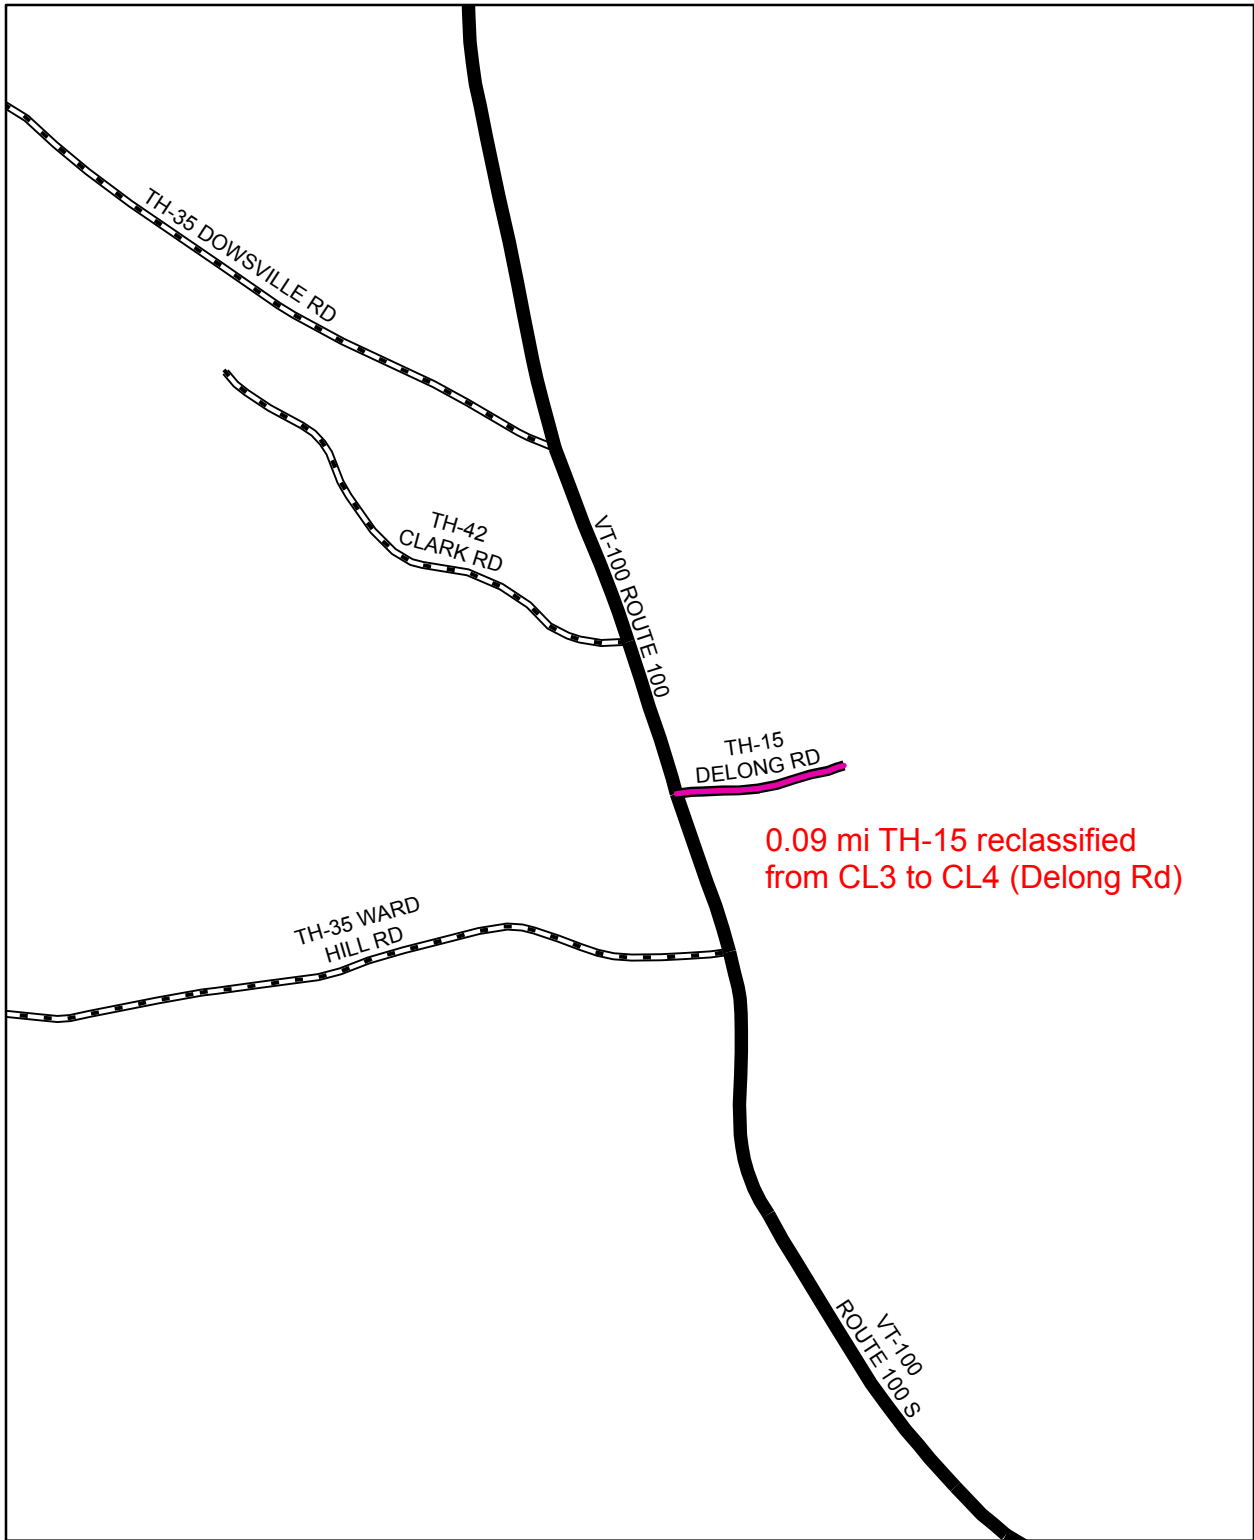 TH-35 DOWSVILLE RD
TH-42
CLARK RD
VT-100 ROUTE 100
TH-15
DELONG RD
0.09 mi TH-15 reclassified
from CL3 to CL4 (Delong Rd)
TH-35 WARD
HILL RD
VT-100
ROUTE 100 S